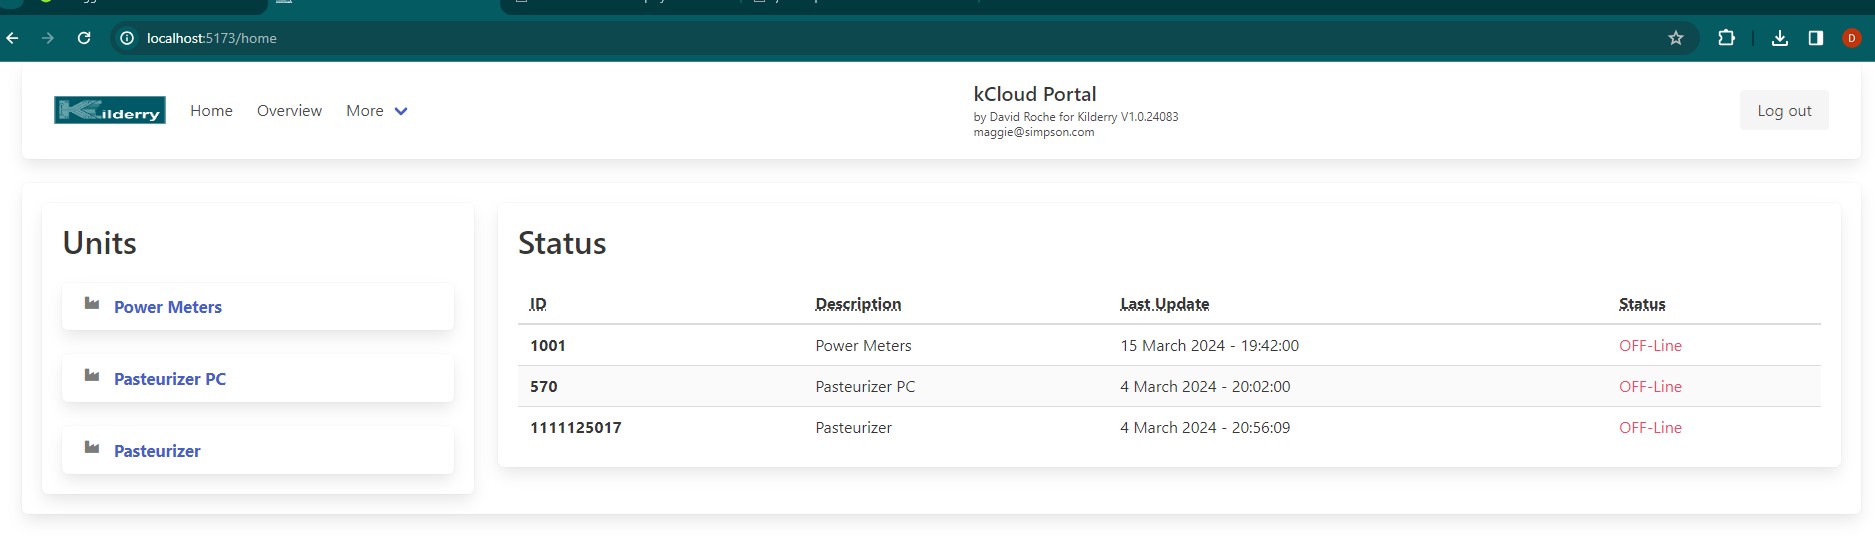 localhost:5173/home
D
Kilderry
Home Overview More
kCloud Portal
by David Roche for Kilderry V1.0.24083
maggie@simpson.com
Log out
Units
Power Meters
Pasteurizer PC
Pasteurizer
Status
ID Description Last Update Status
1001 Power Meters 15 March 2024 - 19:42:00 OFF-Line
570 Pasteurizer PC 4 March 2024 - 20:02:00 OFF-Line
1111125017 Pasteurizer 4 March 2024 - 20:56:09 OFF-Line